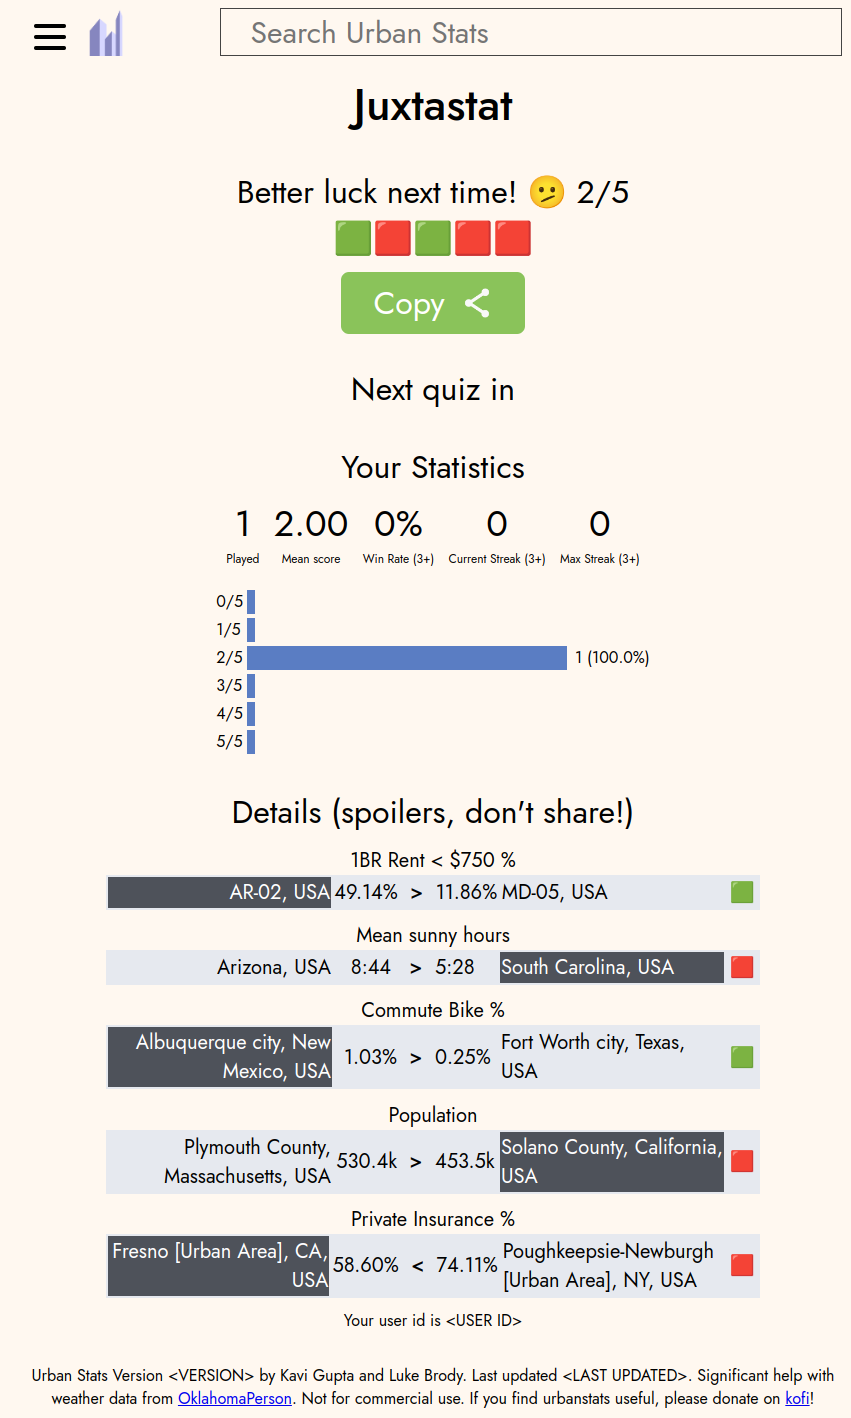 Search Urban Stats
Juxtastat
Better luck next time! 🫤 2/5
🟩🟥🟩🟥🟥
Copy
Next quiz in
Your Statistics
1 2.00 0% 0 0
Played Mean score Win Rate (3+) Current Streak (3+) Max Streak (3+)
0/5
1/5
2/5 1 (100.0%)
3/5
4/5
5/5
Details (spoilers, don't share!)
1BR Rent < $750 %
AR-02, USA 49.14% > 11.86% MD-05, USA 🟩
Mean sunny hours
Arizona, USA 8:44 > 5:28 South Carolina, USA 🟥
Commute Bike %
Albuquerque city, New
Mexico, USA 1.03% > 0.25% Fort Worth city, Texas,
USA 🟩
Population
Plymouth County,
Massachusetts, USA 530.4k > 453.5k Solano County, California,
USA 🟥
Private Insurance %
Fresno [Urban Area], CA,
USA 58.60% < 74.11% Poughkeepsie-Newburgh
[Urban Area], NY, USA 🟥
Your user id is <USER ID>
Urban Stats Version <VERSION> by Kavi Gupta and Luke Brody. Last updated <LAST UPDATED>. Significant help with
weather data from OklahomaPerson. Not for commercial use. If you find urbanstats useful, please donate on kofi!